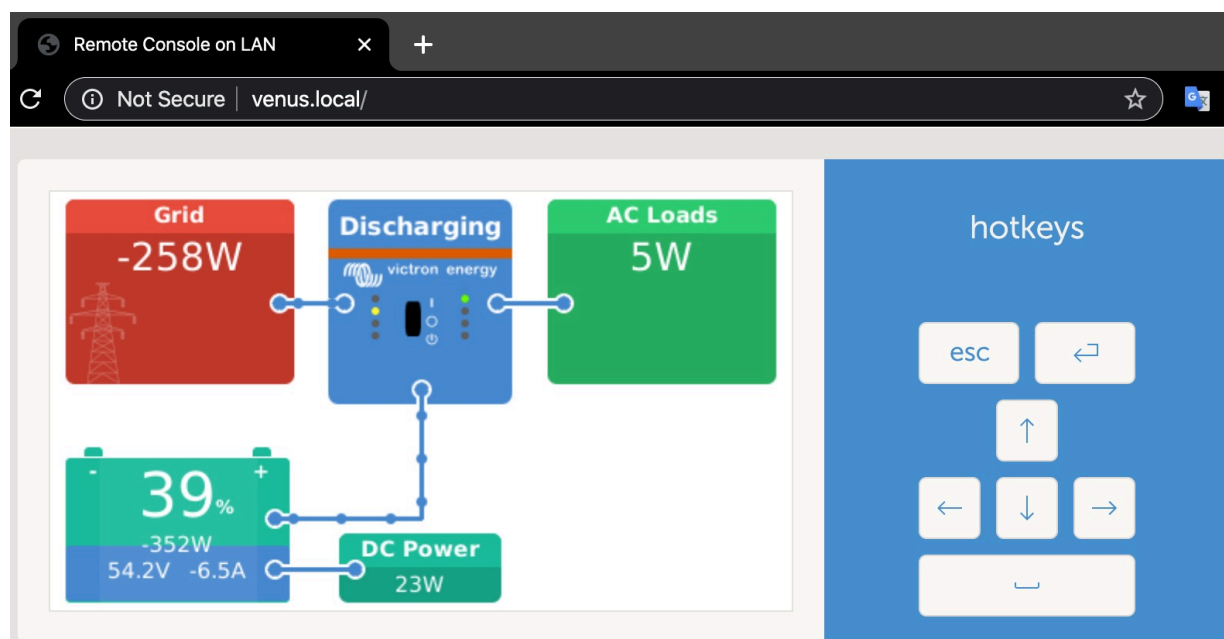 Remote Console on LAN
Not Secure venus.local/
Grid
-258W
Discharging
victron energy
AC Loads
5W
39%
-352W
54.2V -6.5A
DC Power
23W
hotkeys
esc